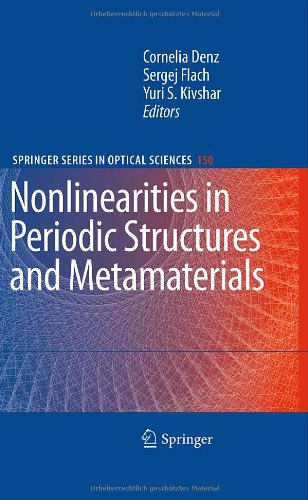 Urheberrechtlich geschütztes Material
Cornelia Denz
Sergej Flach
Yuri S. Kivshar
Editors
SPRINGER SERIES IN OPTICAL SCIENCES 150
Nonlinearities in
Periodic Structures
and Metamaterials
Springer
Urheberrechtlich geschütztes Material